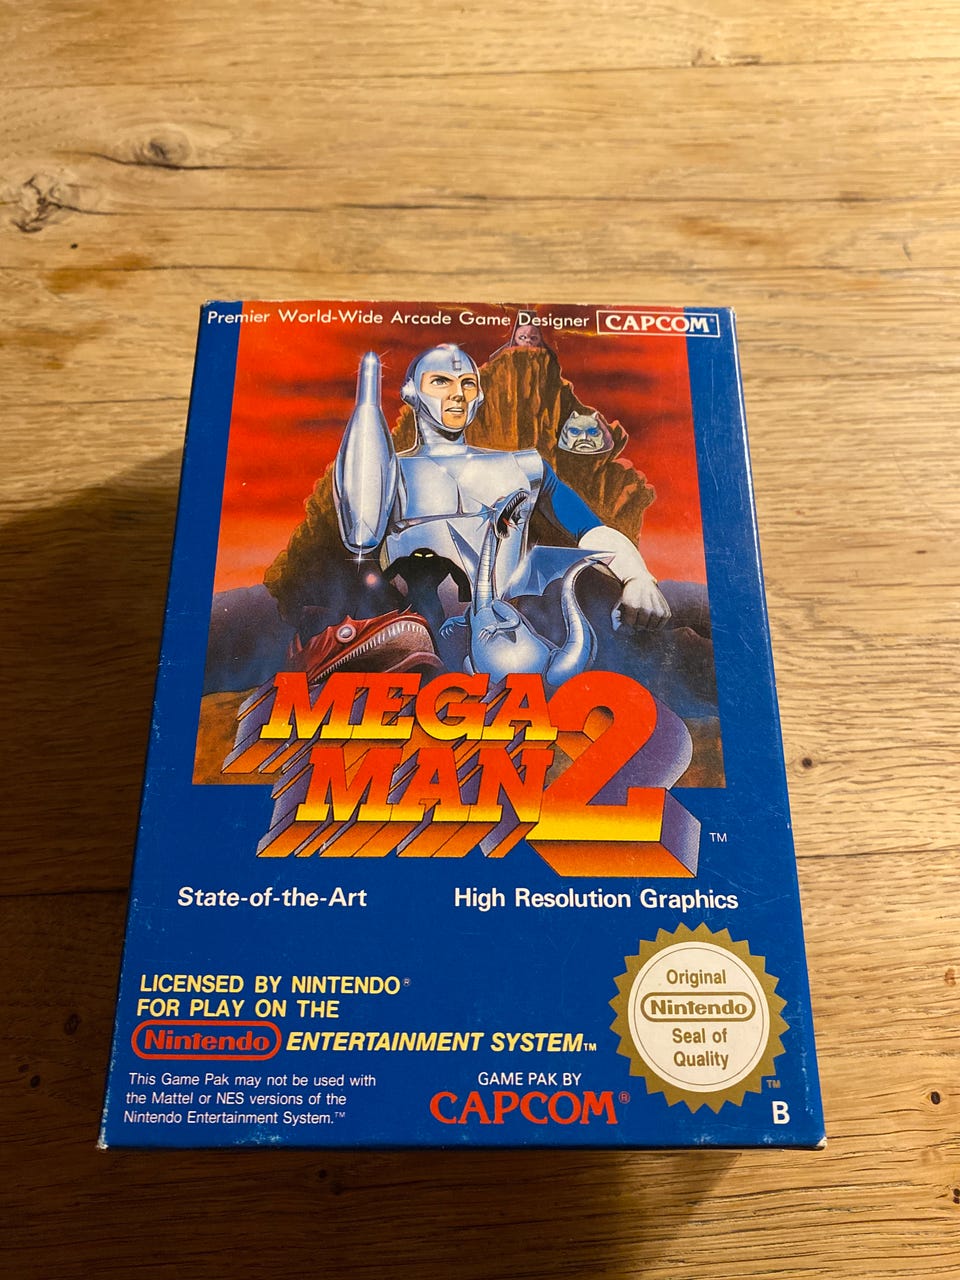 Premier World-Wide Arcade Game Designer CAPCOM®
MEGA
MAN 2 ™
State-of-the-Art High Resolution Graphics
LICENSED BY NINTENDO®
FOR PLAY ON THE
Nintendo ENTERTAINMENT SYSTEM™
This Game Pak may not be used with
the Mattel or NES versions of the
Nintendo Entertainment System.™
GAME PAK BY
CAPCOM®
Original
Nintendo
Seal of
Quality
™
B